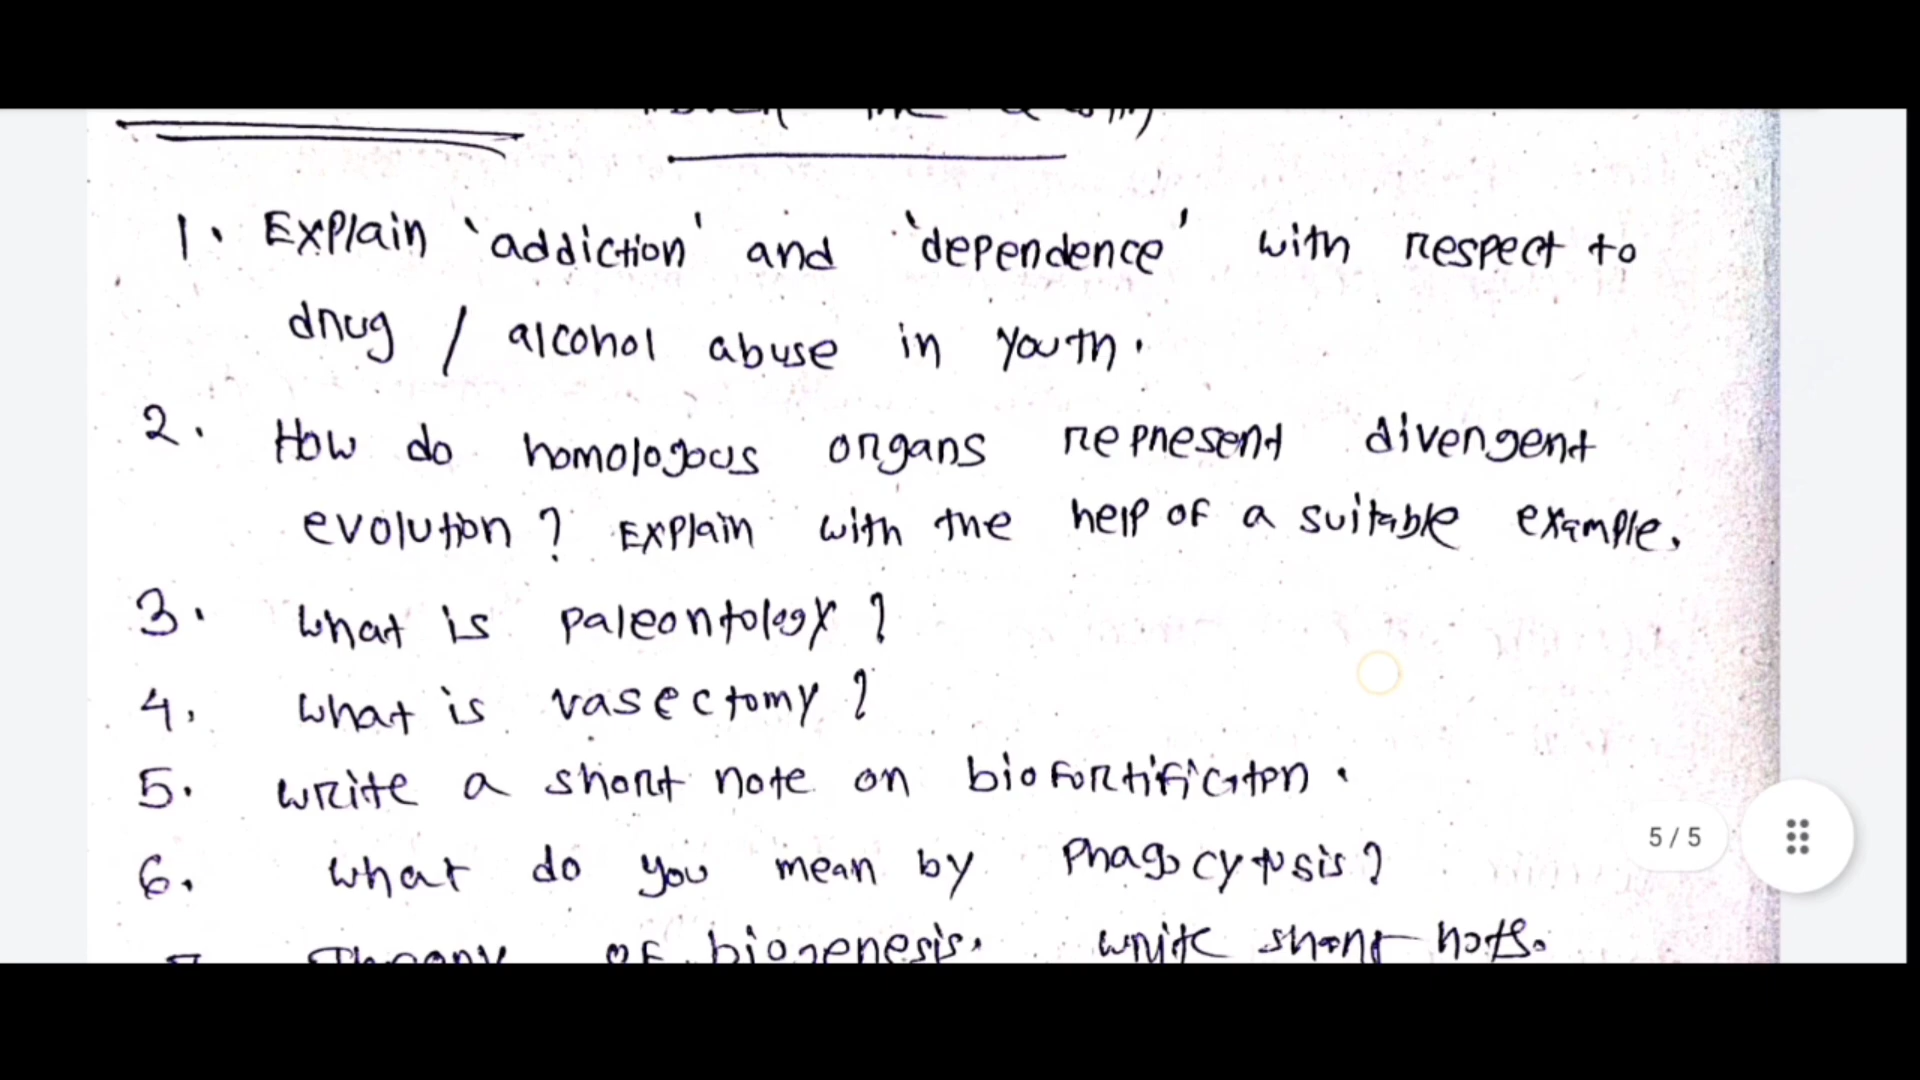 1. Explain 'addiction' and 'dependence' with respect to
drug / alcohol abuse in youth.
2. How do homologous organs represent divergent
evolution? Explain with the help of a suitable example.
3. What is paleontology?
4. What is vasectomy?
5. Write a short note on biofortification.
6. What do you mean by Phagocytosis?
5 / 5
Theory of biogenesis. write short nots.